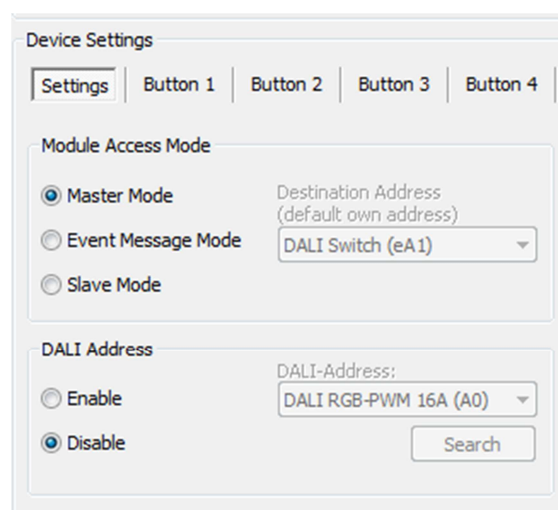 Device Settings
Settings Button 1 Button 2 Button 3 Button 4
Module Access Mode
Master Mode
Destination Address
(default own address)
Event Message Mode
DALI Switch (eA1)
Slave Mode
DALI Address
DALI-Address:
Enable
DALI RGB-PWM 16A (A0)
Disable
Search